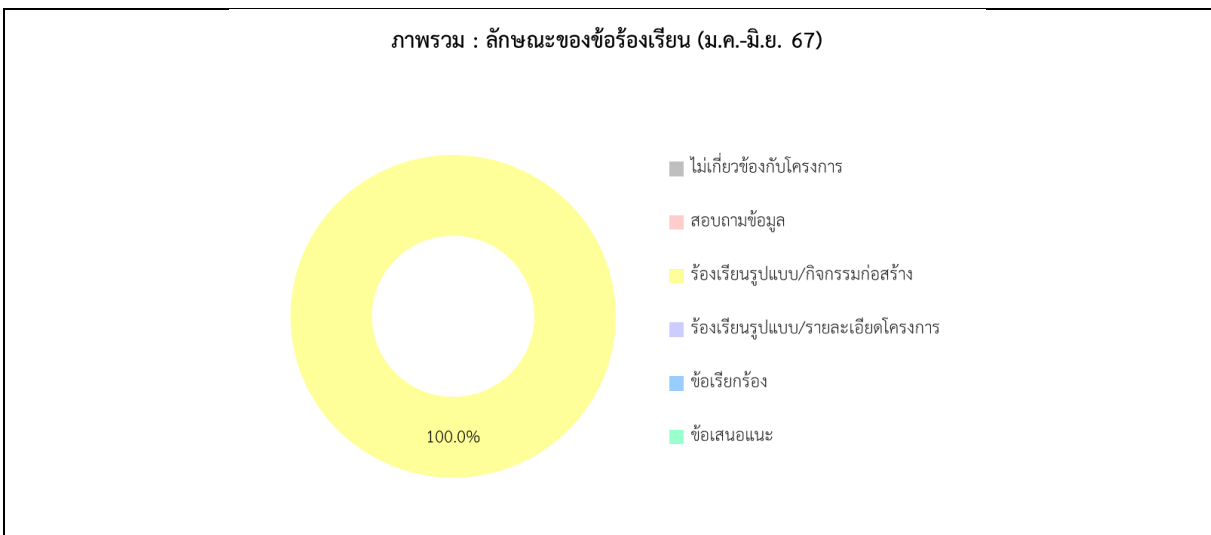 ภาพรวม : ลักษณะของข้อร้องเรียน (ม.ค.-มิ.ย. 67)
ไม่เกี่ยวข้องกับโครงการ
สอบถามข้อมูล
ร้องเรียนรูปแบบ/กิจกรรมก่อสร้าง
ร้องเรียนรูปแบบ/รายละเอียดโครงการ
ข้อเรียกร้อง
ข้อเสนอแนะ
100.0%